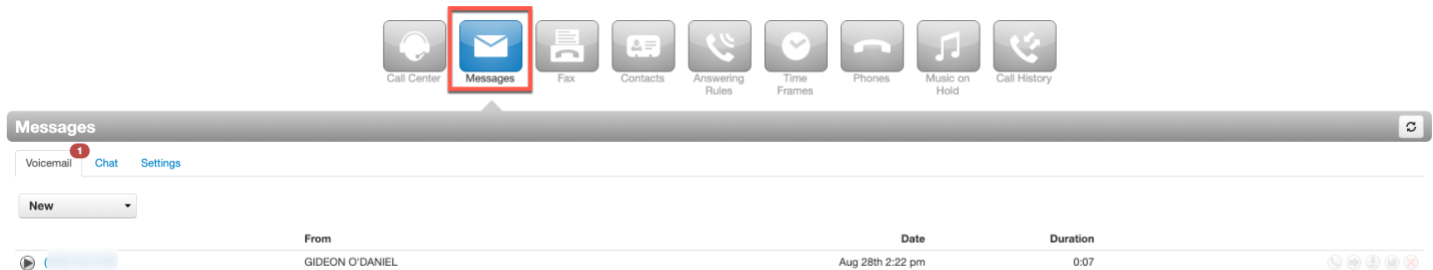 Call Center Messages Fax Contacts Answering Rules Time Frames Phones Music on Hold Call History
Messages
Voicemail 1 Chat Settings
New
From Date Duration
( GIDEON O'DANIEL Aug 28th 2:22 pm 0:07